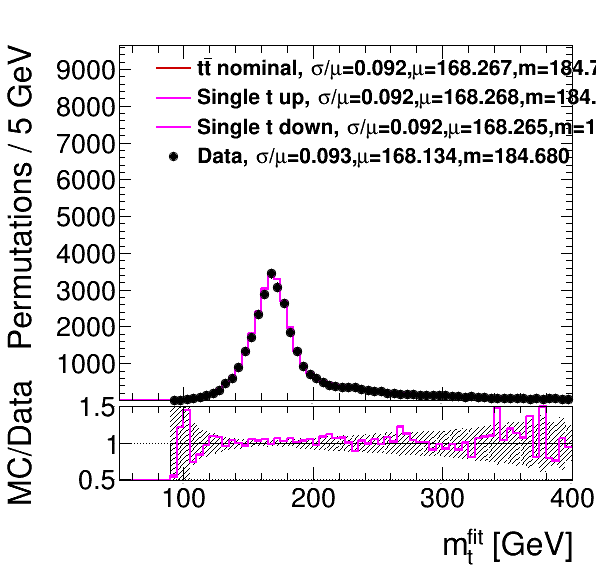 tt̄ nominal, σ/μ=0.092,μ=168.267,m=184.7
Single t up, σ/μ=0.092,μ=168.268,m=184.
Single t down, σ/μ=0.092,μ=168.265,m=1
Data, σ/μ=0.093,μ=168.134,m=184.680
Permutations / 5 GeV
9000
8000
7000
6000
5000
4000
3000
2000
1000
MC/Data
1.5
1
0.5
100 200 300 400
m_t^fit [GeV]